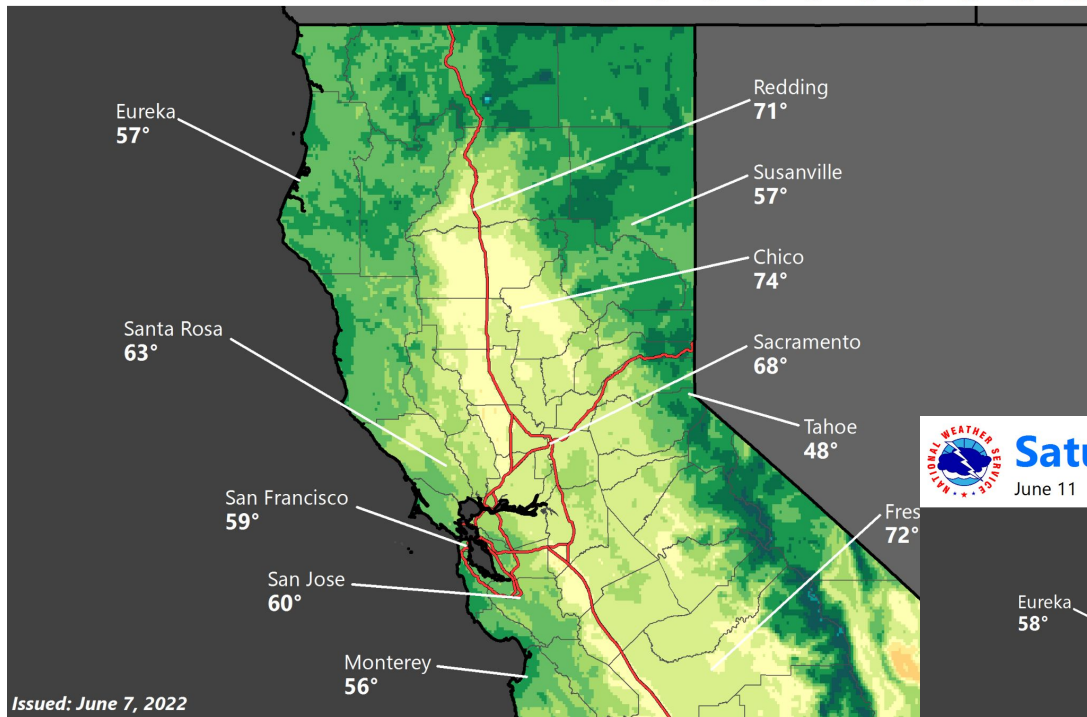 Eureka
57°
Redding
71°
Susanville
57°
Chico
74°
Santa Rosa
63°
Sacramento
68°
Tahoe
48°
San Francisco
59°
Fres
72°
San Jose
60°
Monterey
56°
Issued: June 7, 2022
NATIONAL WEATHER SERVICE
Satu
June 11
Eureka
58°